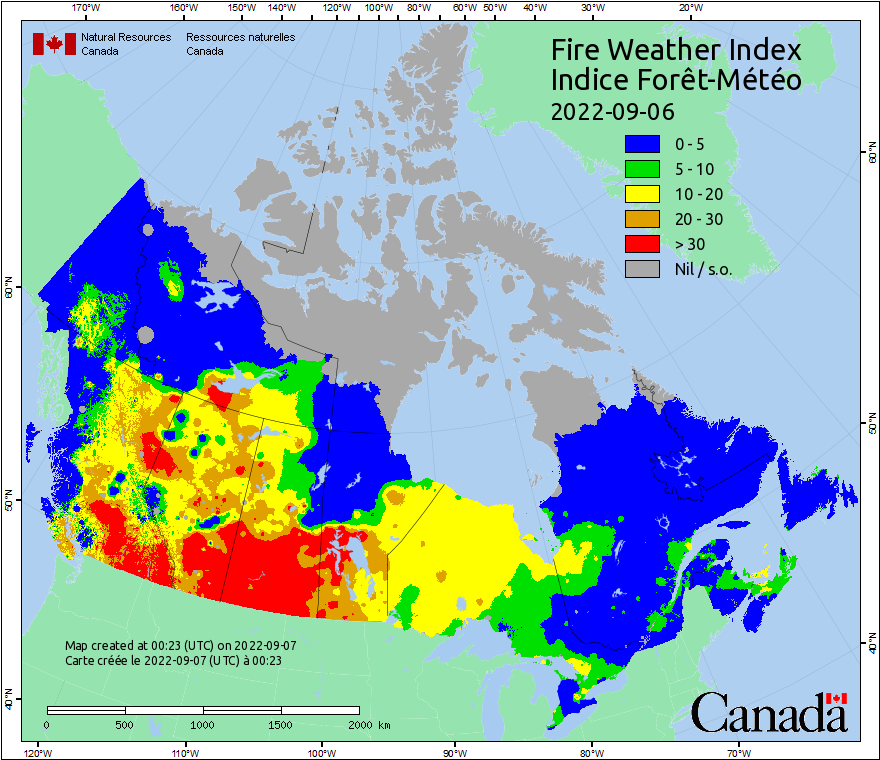 170°W 160°W 150°W 140°W 120°W 100°W 80°W 60°W 50°W 40°W 30°W 20°W
Natural Resources Ressources naturelles
Canada Canada
Fire Weather Index
Indice Forêt-Météo
2022-09-06
0 - 5
5 - 10
10 - 20
20 - 30
> 30
Nil / s.o.
60°N
60°N
50°N
50°N
40°N
40°N
Map created at 00:23 (UTC) on 2022-09-07
Carte créée le 2022-09-07 (UTC) à 00:23
0 500 1000 1500 2000 km
Canada
120°W 110°W 100°W 90°W 80°W 70°W